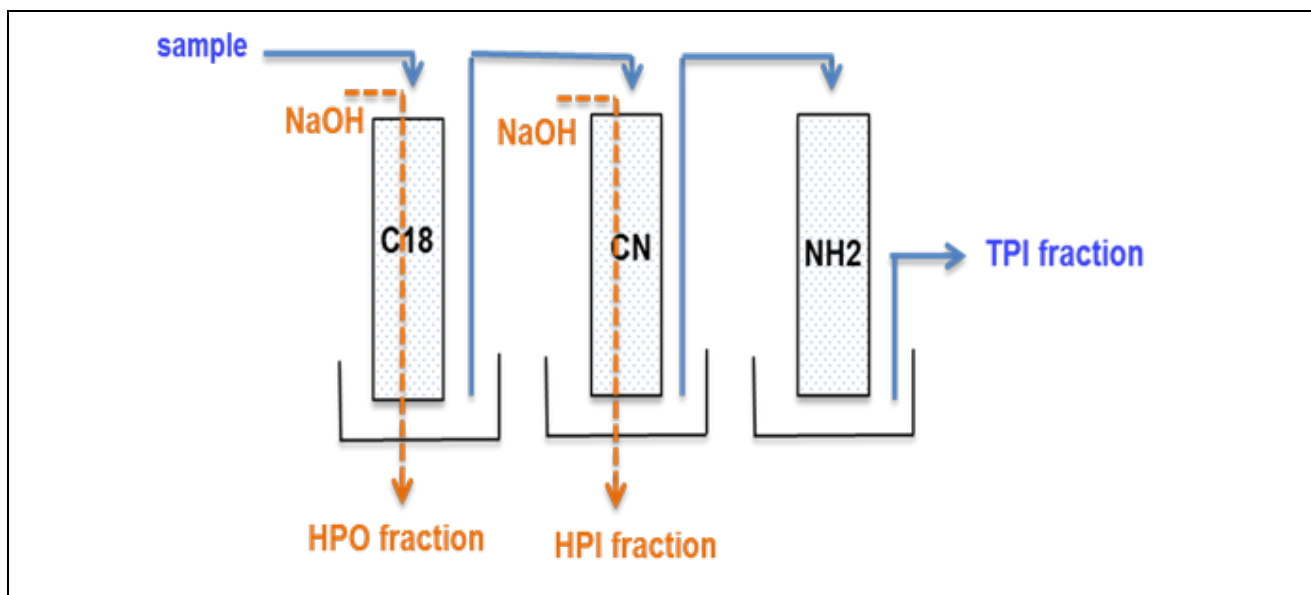 sample
NaOH
NaOH
C18
CN
NH2
TPI fraction
HPO fraction
HPI fraction